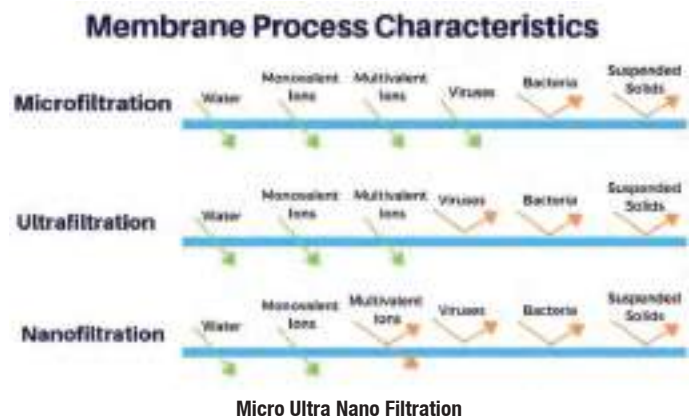 Membrane Process Characteristics
Microfiltration
Water
Monovalent Ions
Multivalent Ions
Viruses
Bacteria
Suspended Solids
Ultrafiltration
Water
Monovalent Ions
Multivalent Ions
Viruses
Bacteria
Suspended Solids
Nanofiltration
Water
Monovalent Ions
Multivalent Ions
Viruses
Bacteria
Suspended Solids
Micro Ultra Nano Filtration